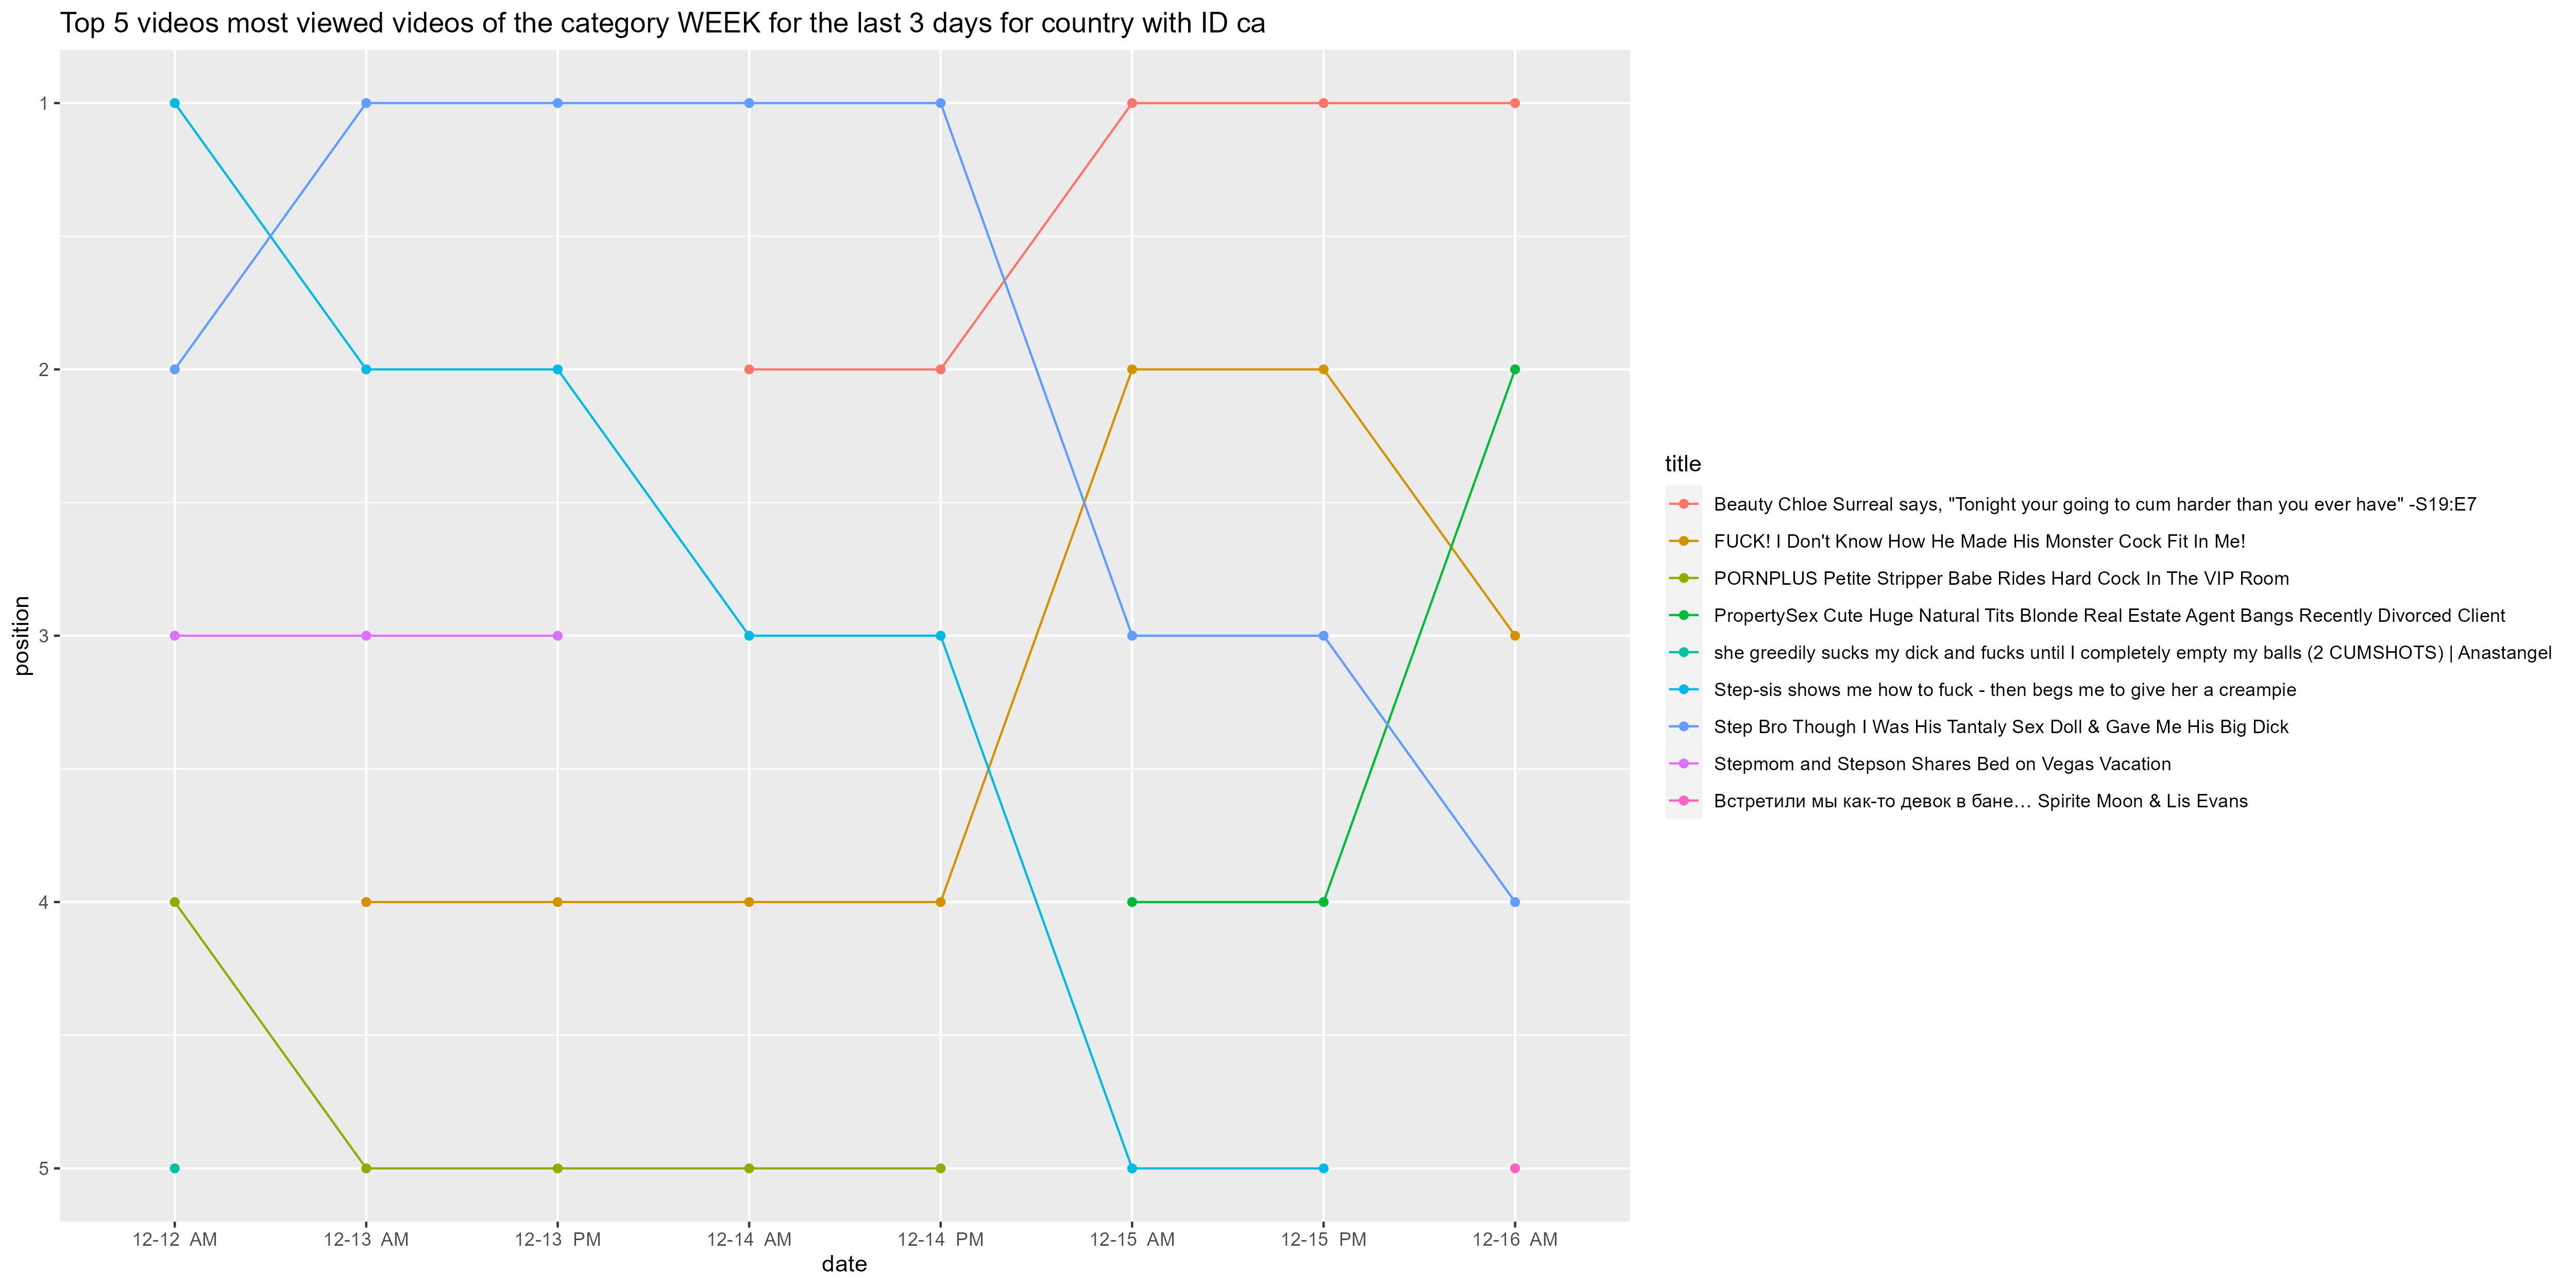 Top 5 videos most viewed videos of the category WEEK for the last 3 days for country with ID ca
position
1
2
3
4
5
12-12 AM
12-13 AM
12-13 PM
12-14 AM
12-14 PM
12-15 AM
12-15 PM
12-16 AM
date
title
Beauty Chloe Surreal says, "Tonight your going to cum harder than you ever have" -S19:E7
FUCK! I Don't Know How He Made His Monster Cock Fit In Me!
PORNPLUS Petite Stripper Babe Rides Hard Cock In The VIP Room
PropertySex Cute Huge Natural Tits Blonde Real Estate Agent Bangs Recently Divorced Client
she greedily sucks my dick and fucks until I completely empty my balls (2 CUMSHOTS) | Anastangel
Step-sis shows me how to fuck - then begs me to give her a creampie
Step Bro Though I Was His Tantaly Sex Doll & Gave Me His Big Dick
Stepmom and Stepson Shares Bed on Vegas Vacation
Встретили мы как-то девок в бане… Spirite Moon & Lis Evans